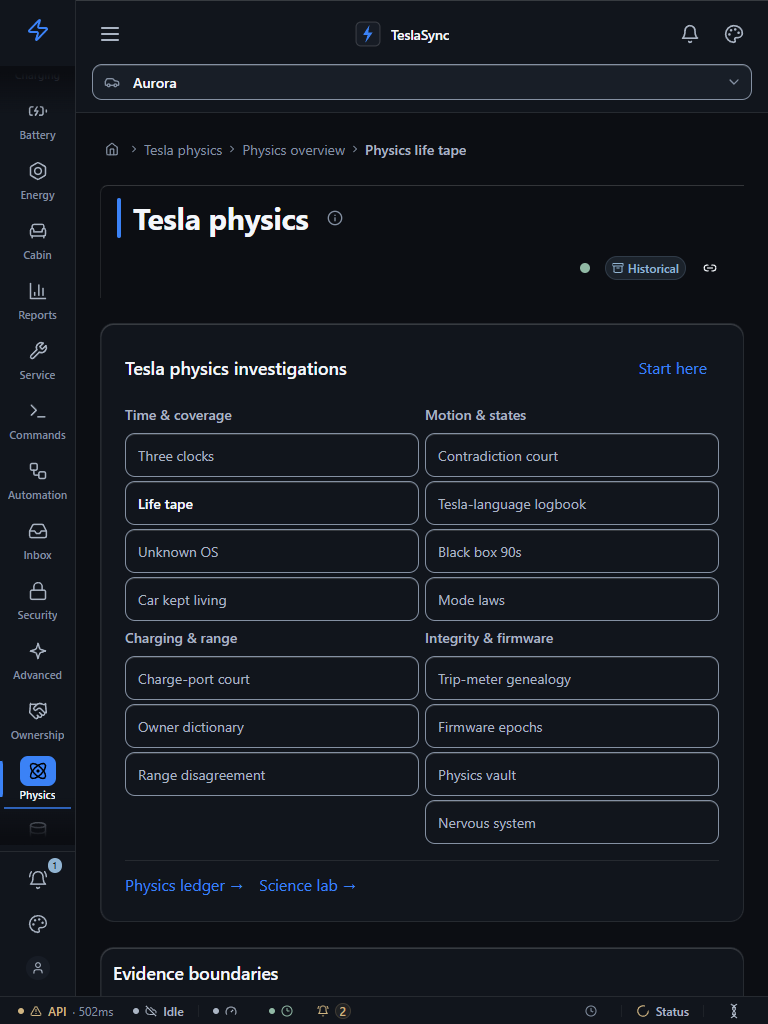 TeslaSync
Aurora
Charging
Battery
Energy
Cabin
Reports
Service
Commands
Automation
Inbox
Security
Advanced
Ownership
Physics
1
Tesla physics > Physics overview > Physics life tape
Tesla physics
Historical
Tesla physics investigations
Start here
Time & coverage
Three clocks
Life tape
Unknown OS
Car kept living
Motion & states
Contradiction court
Tesla-language logbook
Black box 90s
Mode laws
Charging & range
Charge-port court
Owner dictionary
Range disagreement
Integrity & firmware
Trip-meter genealogy
Firmware epochs
Physics vault
Nervous system
Physics ledger → Science lab →
Evidence boundaries
API · 502ms Idle 2 Status